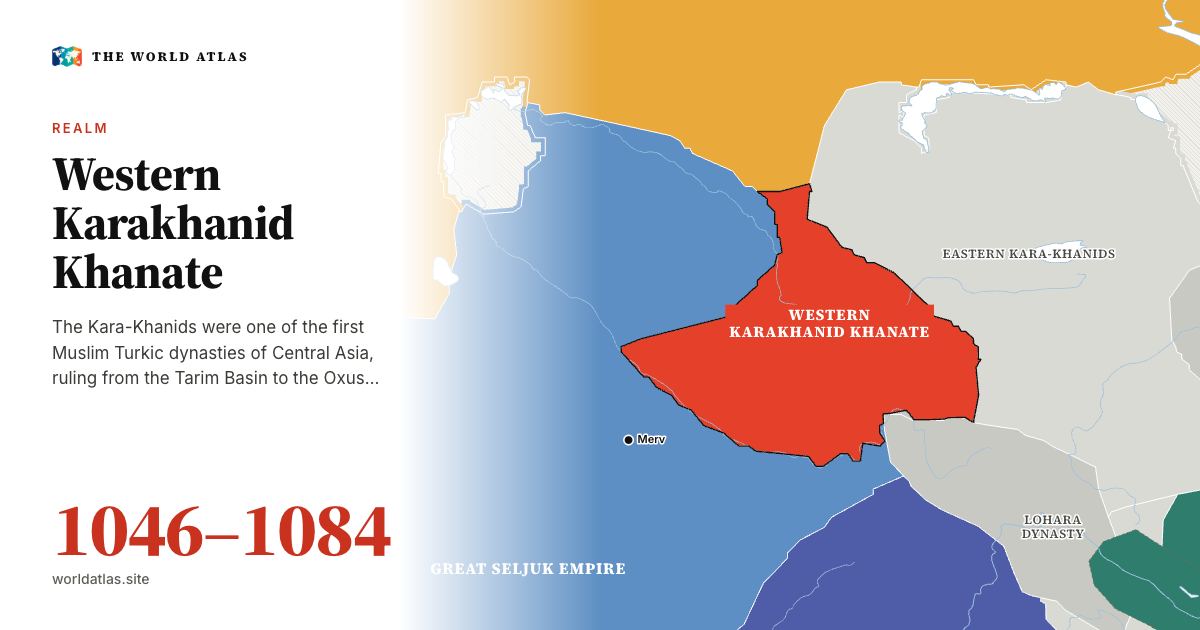 THE WORLD ATLAS
REALM
Western
Karakhanid
Khanate
The Kara-Khanids were one of the first
Muslim Turkic dynasties of Central Asia,
ruling from the Tarim Basin to the Oxus...
1046–1084
worldatlas.site
EASTERN KARA-KHANIDS
WESTERN
KARAKHANID KHANATE
Merv
LOHARA
DYNASTY
GREAT SELJUK EMPIRE